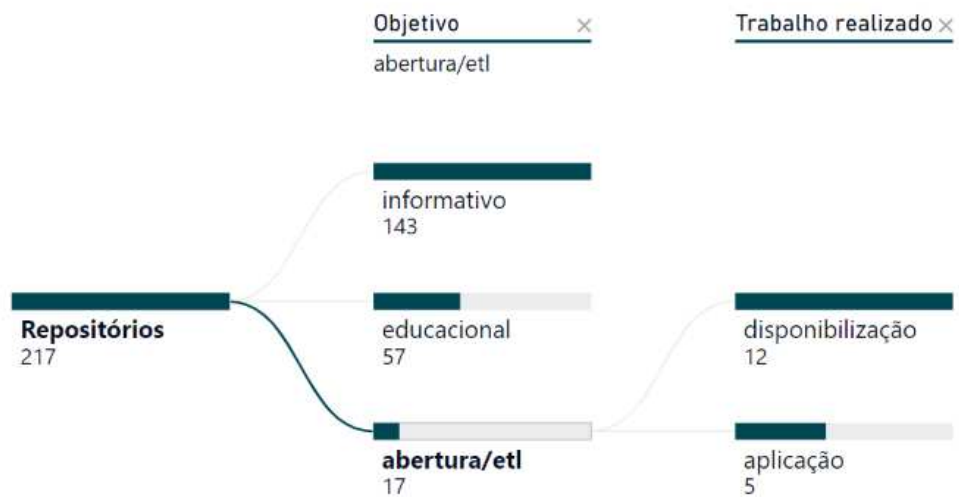 Objetivo ×
Trabalho realizado ×
abertura/etl
informativo
143
Repositórios
217
educacional
57
disponibilização
12
abertura/etl
17
aplicação
5